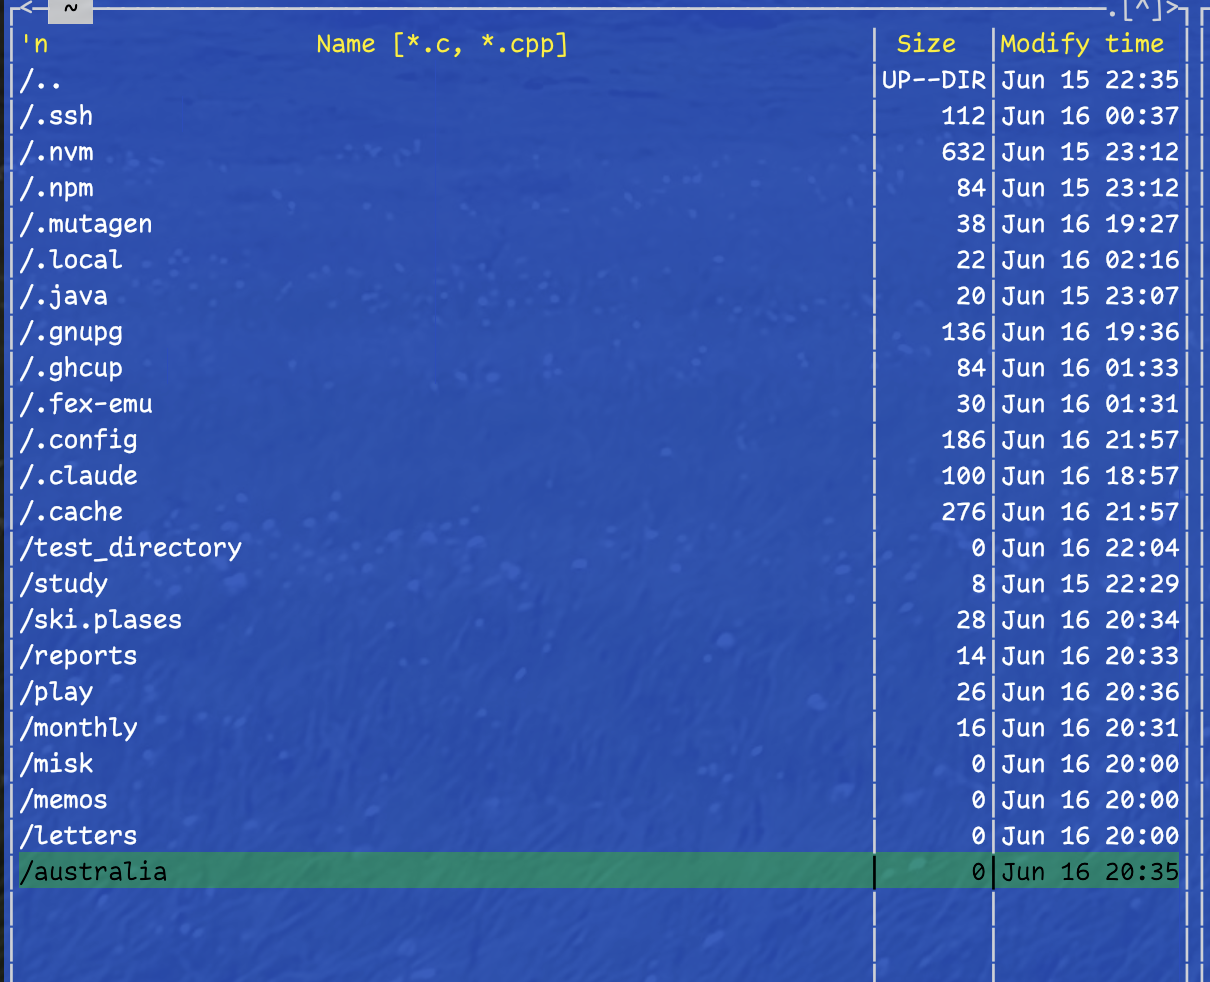 ~ .[^]>
'n Name [*.c, *.cpp] Size Modify time
/.. UP--DIR Jun 15 22:35
/.ssh 112 Jun 16 00:37
/.nvm 632 Jun 15 23:12
/.npm 84 Jun 15 23:12
/.mutagen 38 Jun 16 19:27
/.local 22 Jun 16 02:16
/.java 20 Jun 15 23:07
/.gnupg 136 Jun 16 19:36
/.ghcup 84 Jun 16 01:33
/.fex-emu 30 Jun 16 01:31
/.config 186 Jun 16 21:57
/.claude 100 Jun 16 18:57
/.cache 276 Jun 16 21:57
/test_directory 0 Jun 16 22:04
/study 8 Jun 15 22:29
/ski.plases 28 Jun 16 20:34
/reports 14 Jun 16 20:33
/play 26 Jun 16 20:36
/monthly 16 Jun 16 20:31
/misk 0 Jun 16 20:00
/memos 0 Jun 16 20:00
/letters 0 Jun 16 20:00
/australia 0 Jun 16 20:35